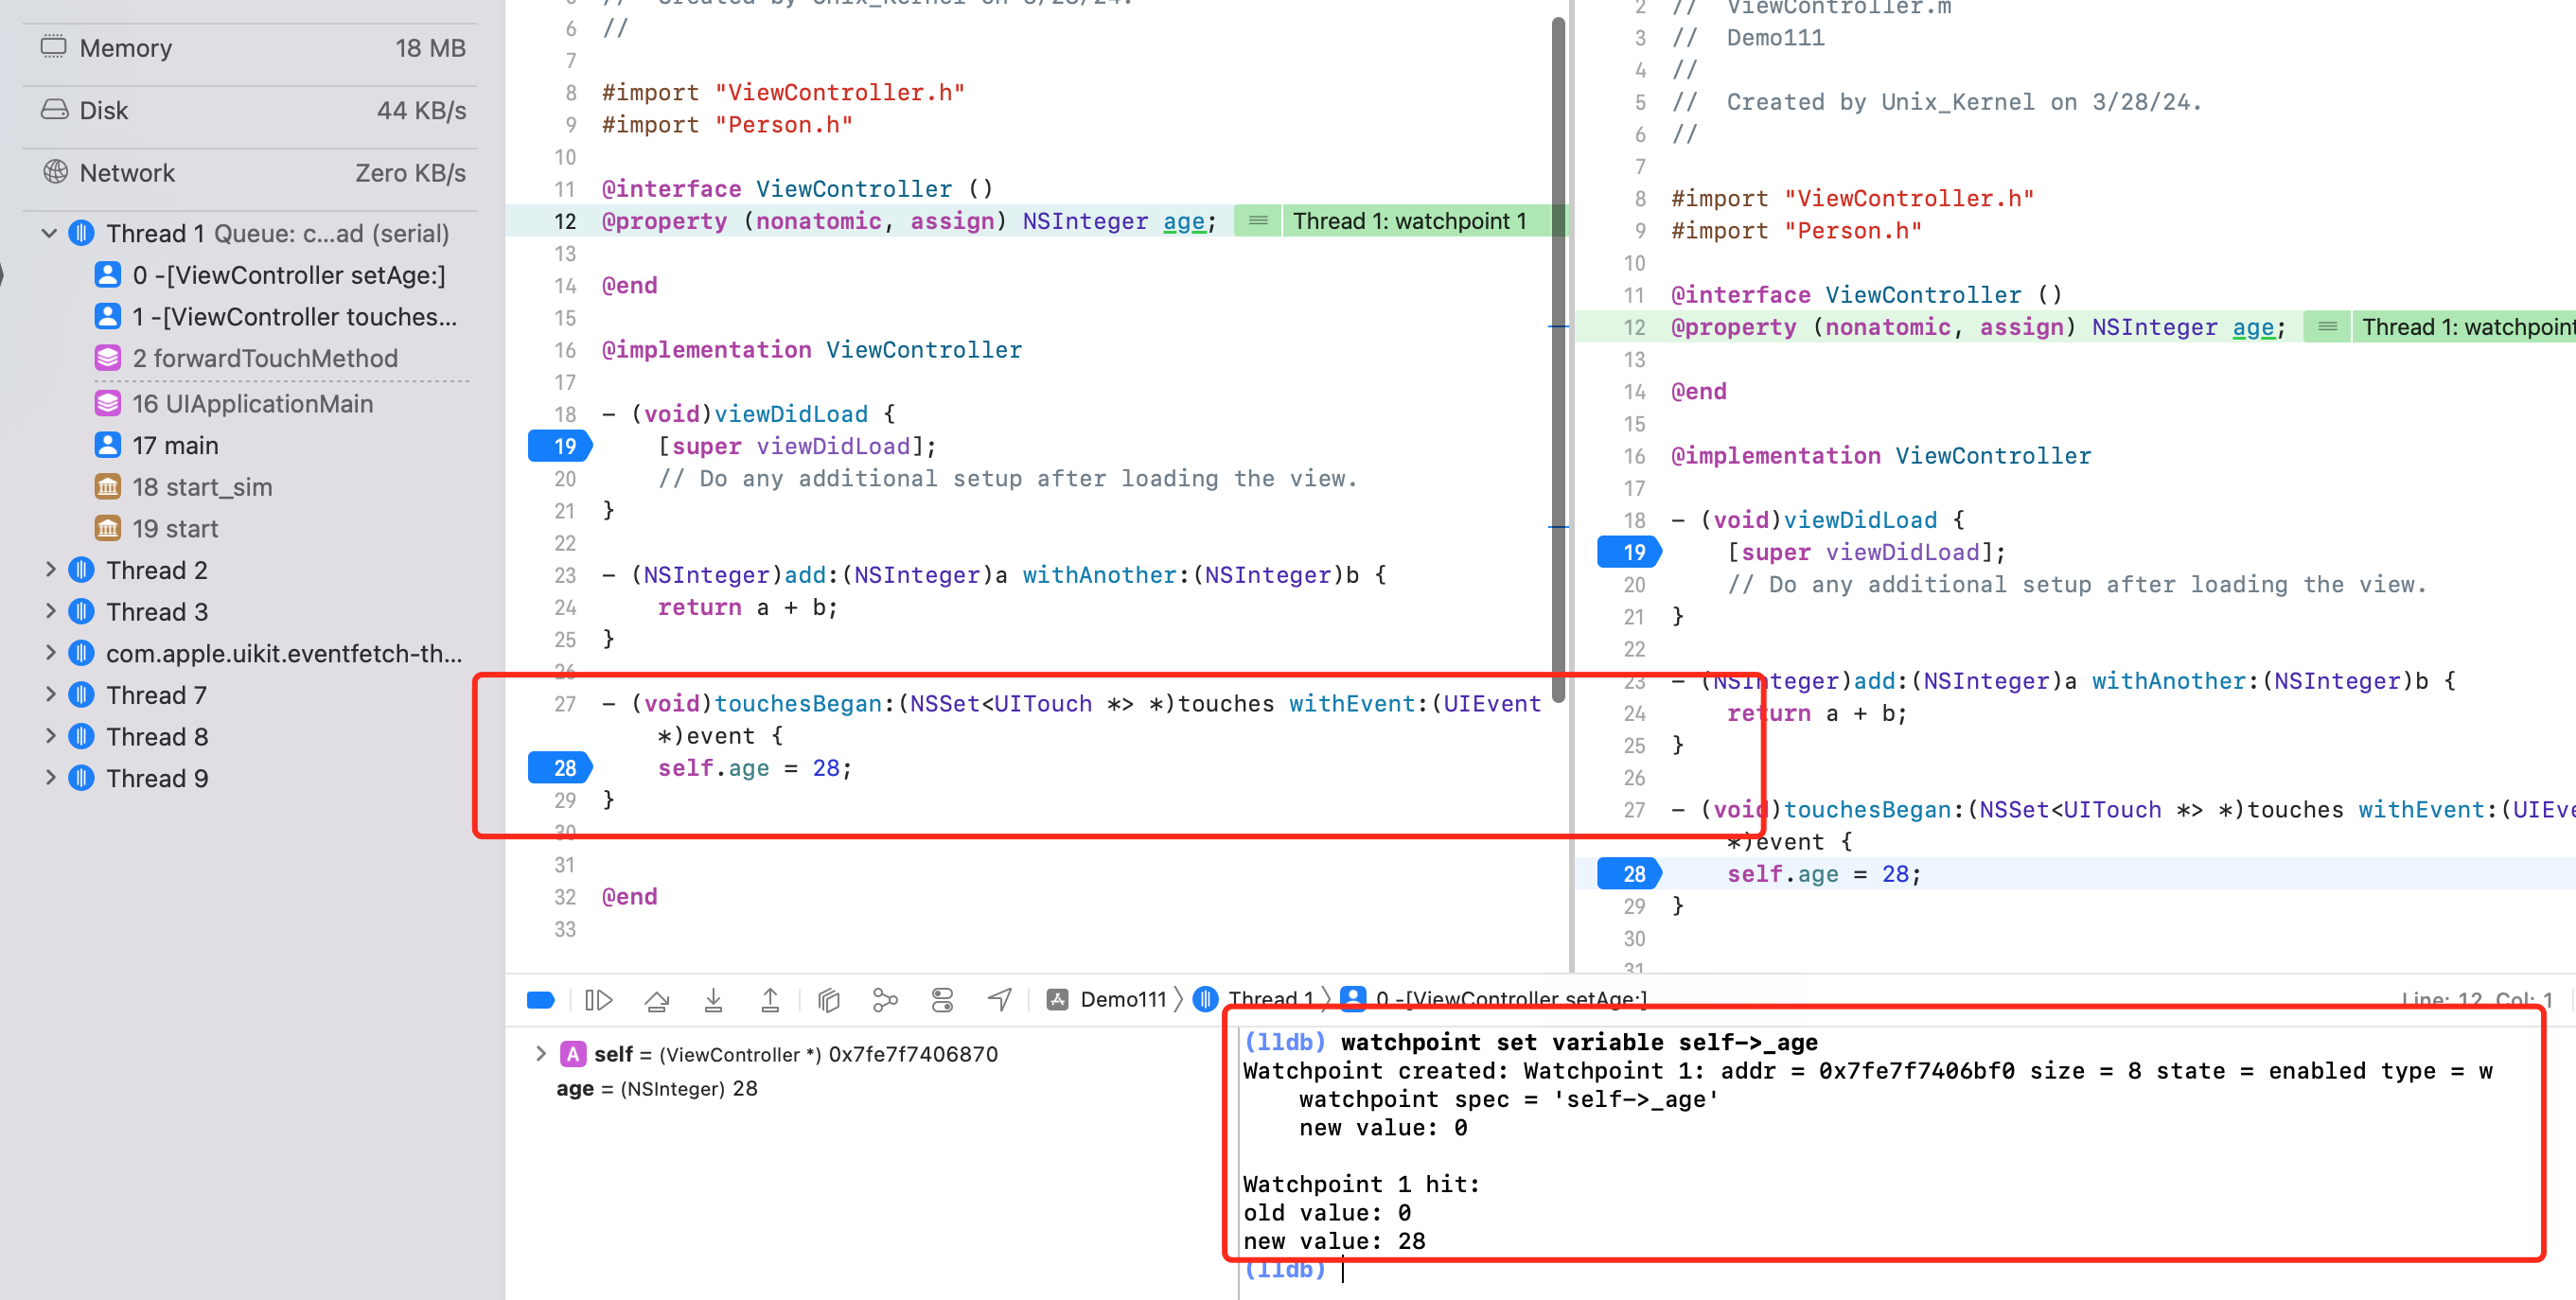 Memory 18 MB
Disk 44 KB/s
Network Zero KB/s
Thread 1 Queue: c...ad (serial)
0 -[ViewController setAge:]
1 -[ViewController touches...
2 forwardTouchMethod
16 UIApplicationMain
17 main
18 start_sim
19 start
Thread 2
Thread 3
com.apple.uikit.eventfetch-th...
Thread 7
Thread 8
Thread 9
// Created by Unix_Kernel on 3/28/24.
6 //
7
8 #import "ViewController.h"
9 #import "Person.h"
10
11 @interface ViewController ()
12 @property (nonatomic, assign) NSInteger age; Thread 1: watchpoint 1
13
14 @end
15
16 @implementation ViewController
17
18 - (void)viewDidLoad {
19 [super viewDidLoad];
20 // Do any additional setup after loading the view.
21 }
22
23 - (NSInteger)add:(NSInteger)a withAnother:(NSInteger)b {
24 return a + b;
25 }
26
27 - (void)touchesBegan:(NSSet<UITouch *> *)touches withEvent:(UIEvent
*)event {
28 self.age = 28;
29 }
30
31
32 @end
33
2 // ViewController.m
3 // Demo111
4 //
5 // Created by Unix_Kernel on 3/28/24.
6 //
7
8 #import "ViewController.h"
9 #import "Person.h"
10
11 @interface ViewController ()
12 @property (nonatomic, assign) NSInteger age; Thread 1: watchpoint
13
14 @end
15
16 @implementation ViewController
17
18 - (void)viewDidLoad {
19 [super viewDidLoad];
20 // Do any additional setup after loading the view.
21 }
22
23 - (NSInteger)add:(NSInteger)a withAnother:(NSInteger)b {
24 return a + b;
25 }
26
27 - (void)touchesBegan:(NSSet<UITouch *> *)touches withEvent:(UIEve
*)event {
28 self.age = 28;
29 }
30
31
Demo111 〉 Thread 1 〉 0 -[ViewController setAge:]
Line: 12 Col: 1
A self = (ViewController *) 0x7fe7f7406870
age = (NSInteger) 28
(lldb) watchpoint set variable self->_age
Watchpoint created: Watchpoint 1: addr = 0x7fe7f7406bf0 size = 8 state = enabled type = w
watchpoint spec = 'self->_age'
new value: 0
Watchpoint 1 hit:
old value: 0
new value: 28
(lldb)